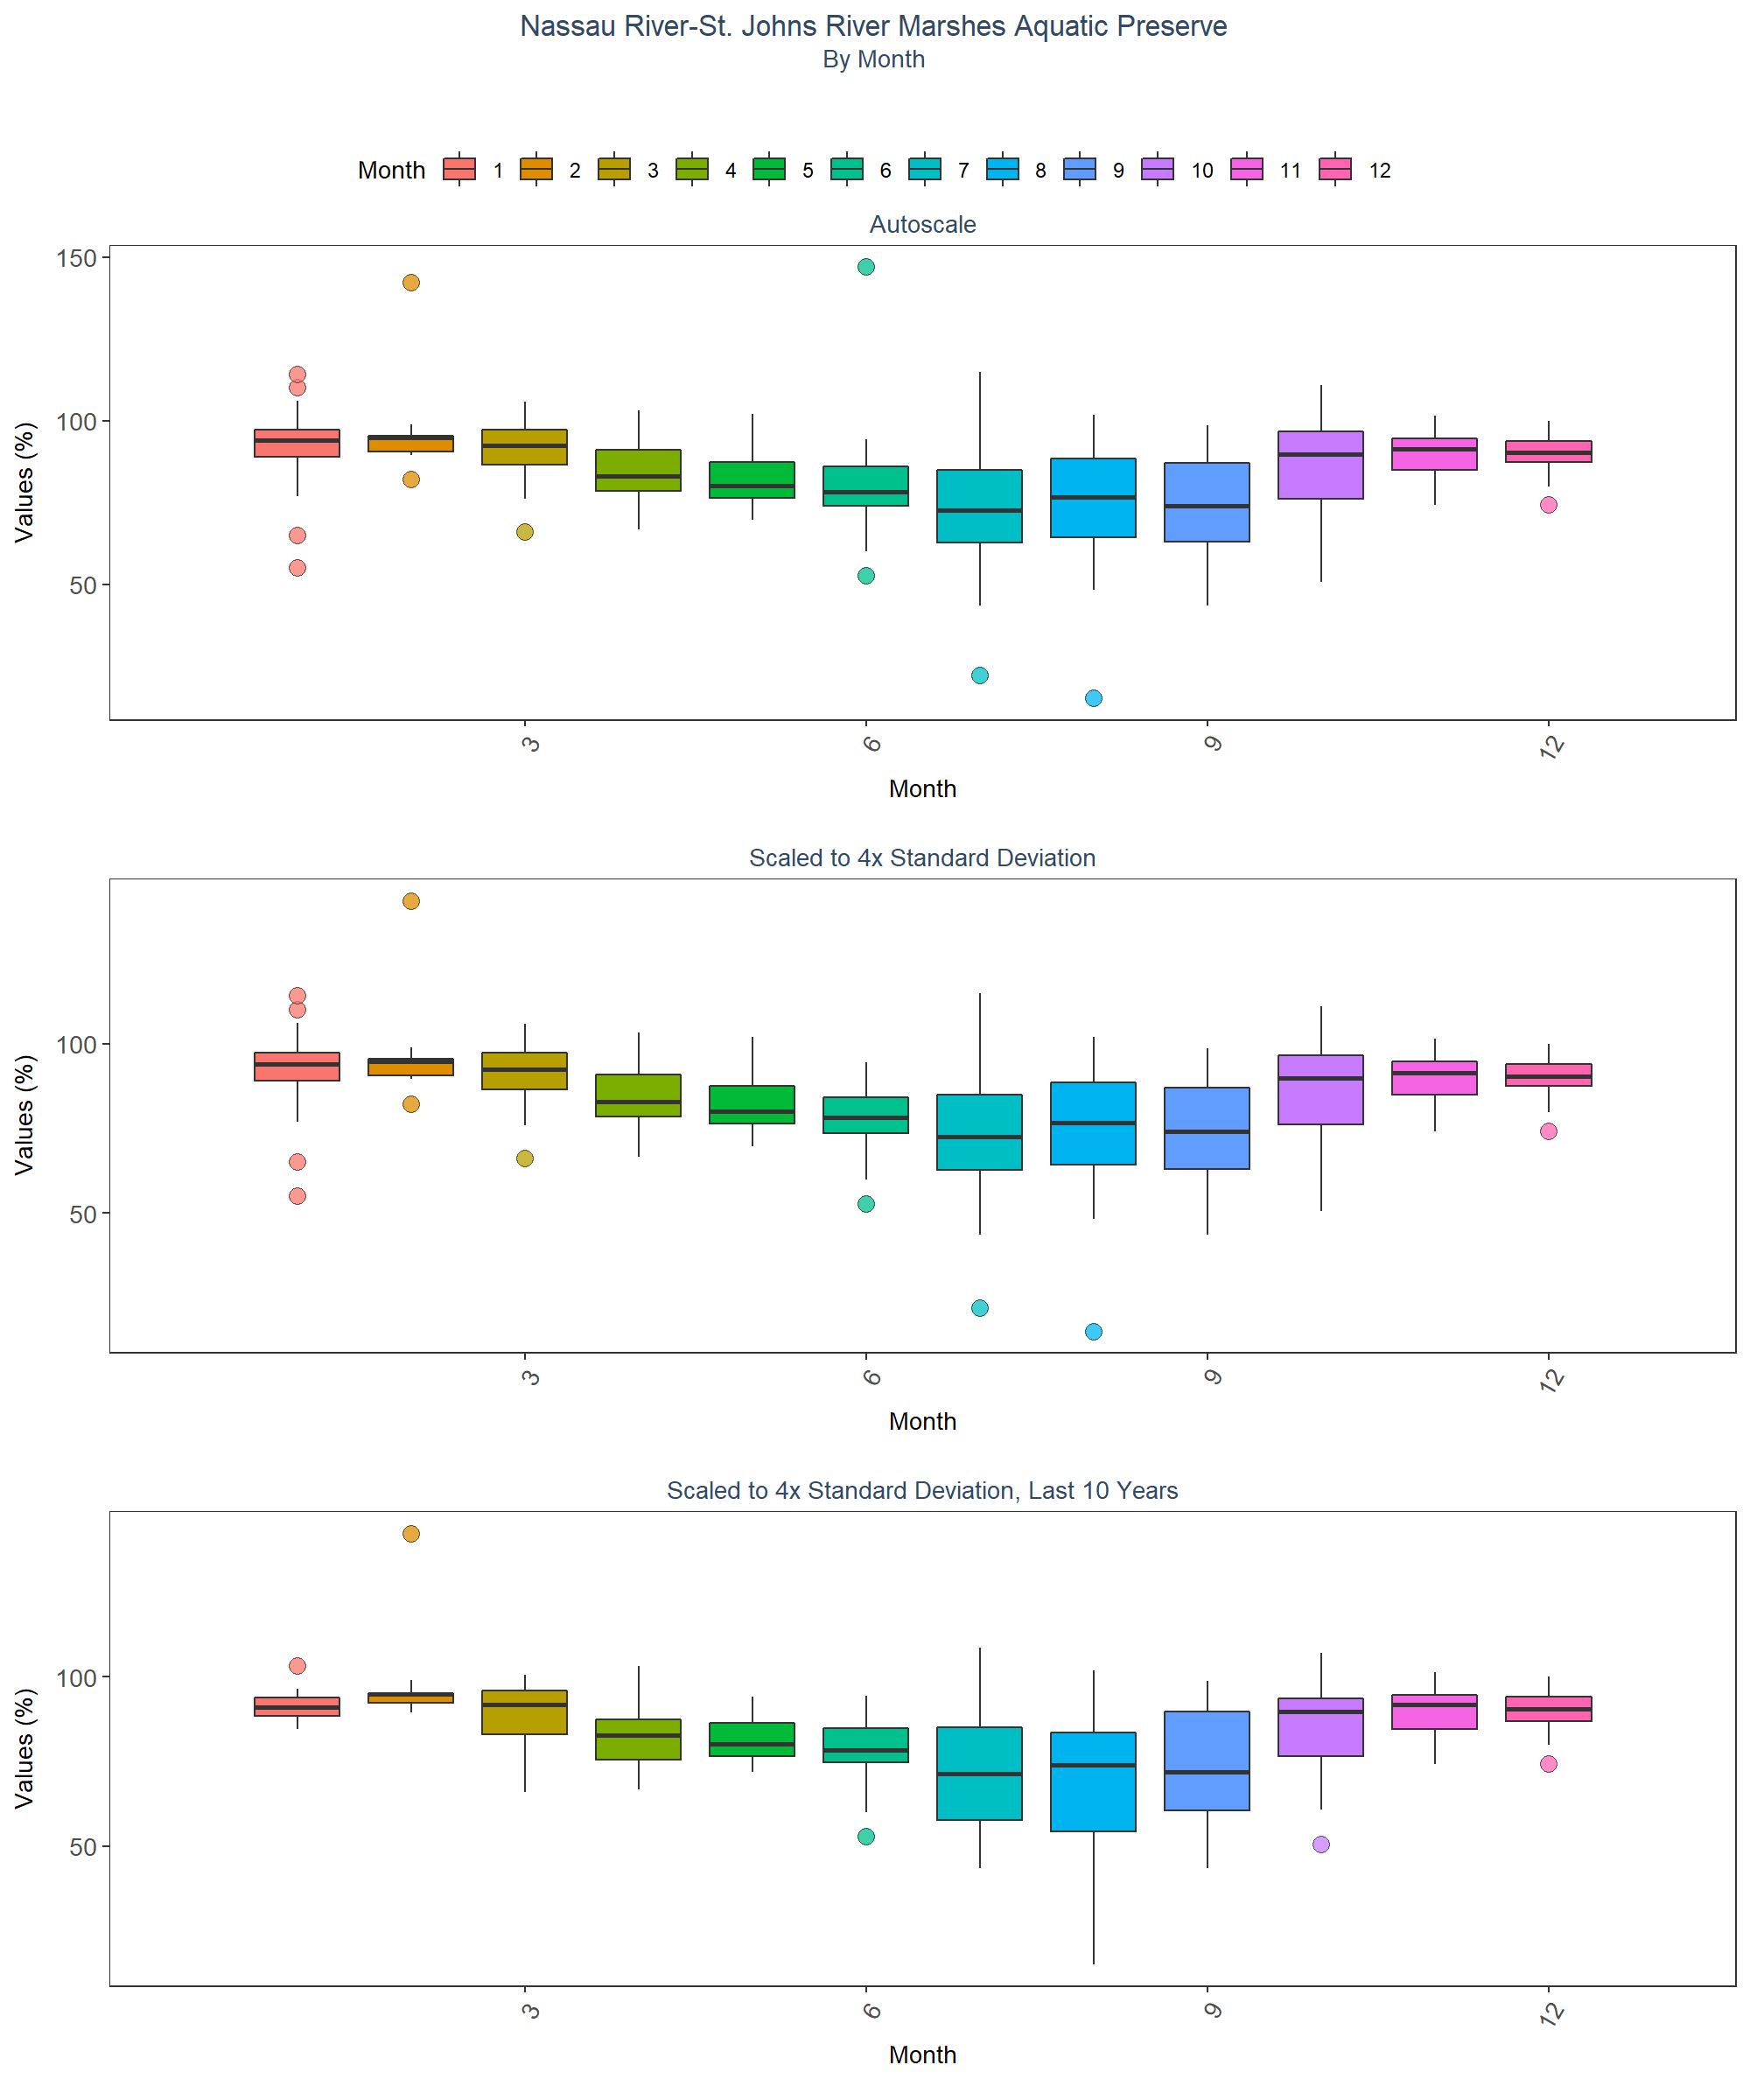 Nassau River-St. Johns River Marshes Aquatic Preserve
By Month
Month 1 2 3 4 5 6 7 8 9 10 11 12
Autoscale
Values (%)
150
100
50
3 6 9 12
Month
Scaled to 4x Standard Deviation
Values (%)
100
50
3 6 9 12
Month
Scaled to 4x Standard Deviation, Last 10 Years
Values (%)
100
50
3 6 9 12
Month